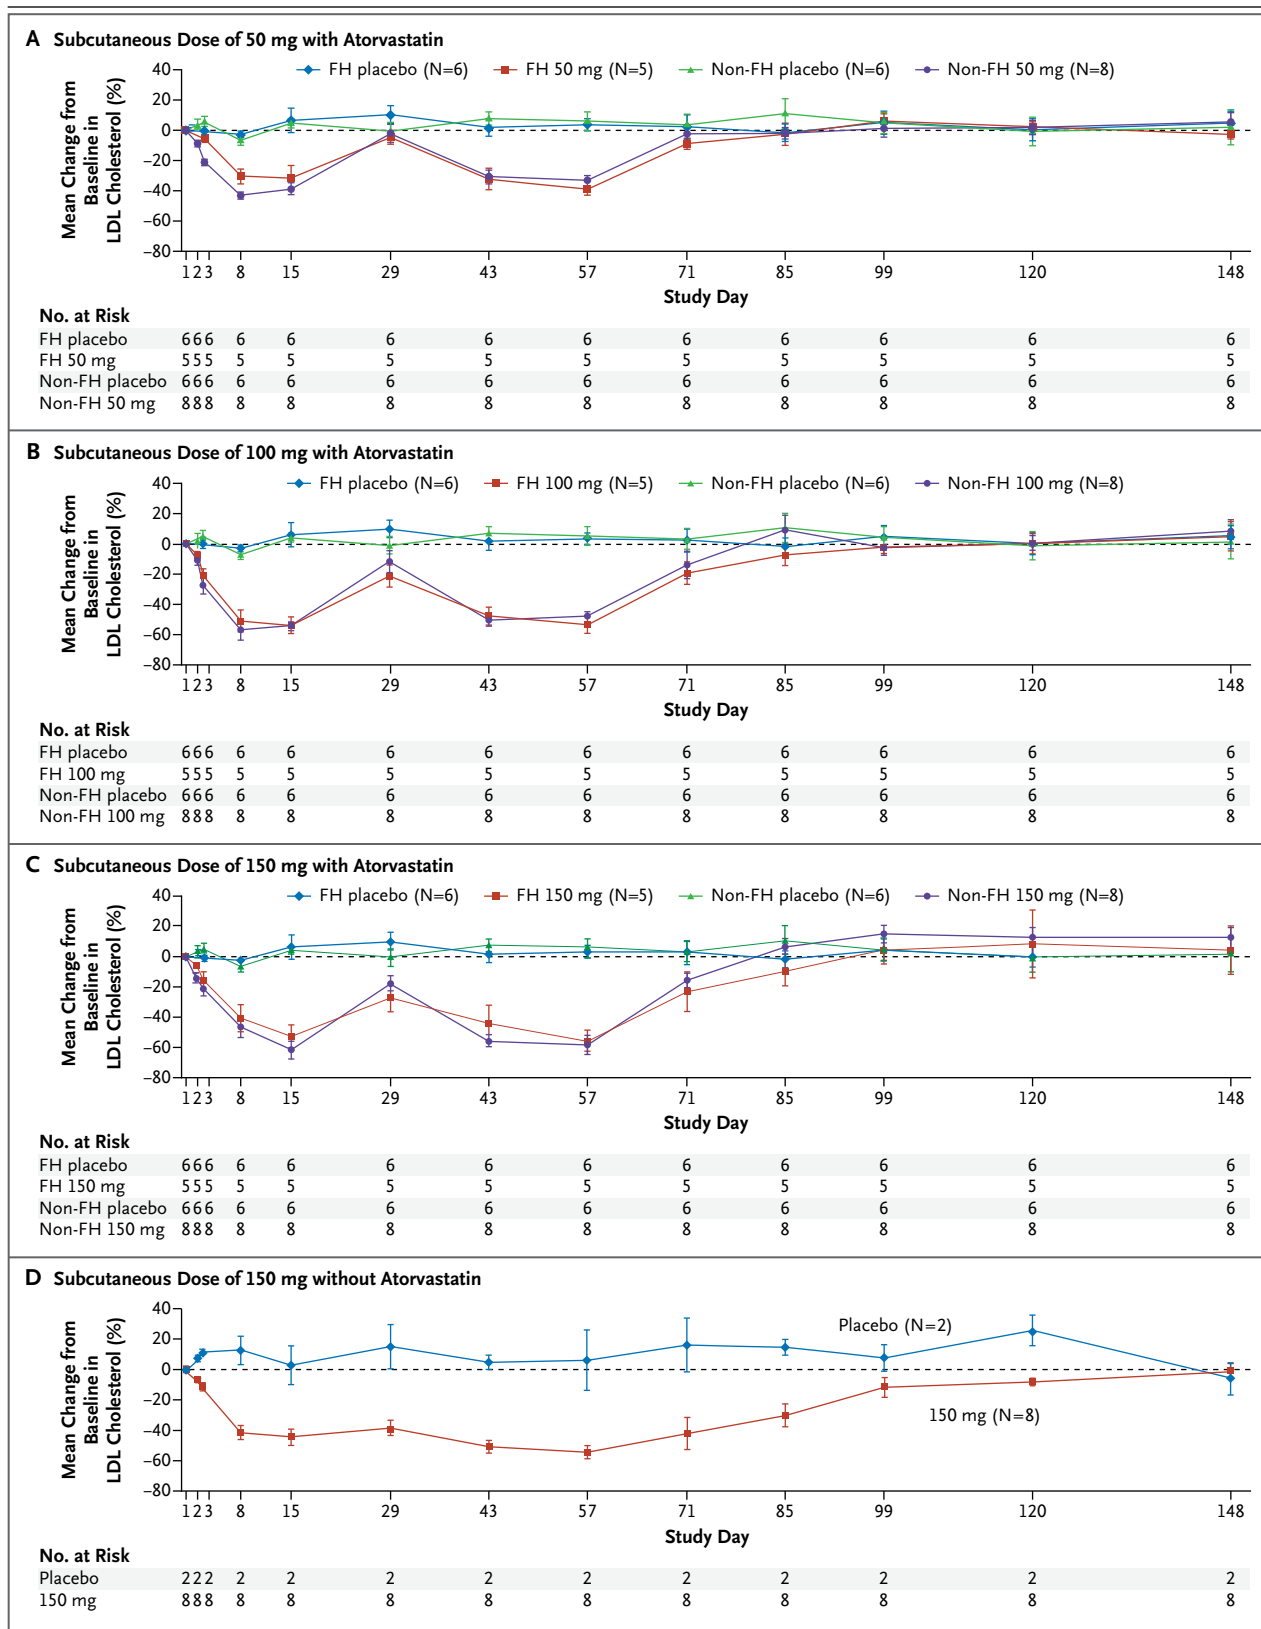 A Subcutaneous Dose of 50 mg with Atorvastatin
FH placebo (N=6) FH 50 mg (N=5) Non-FH placebo (N=6) Non-FH 50 mg (N=8)
Mean Change from
Baseline in
LDL Cholesterol (%)
40
20
0
−20
−40
−60
−80
1 2 3 8 15 29 43 57 71 85 99 120 148
Study Day
No. at Risk
FH placebo 6 6 6 6 6 6 6 6 6 6 6 6 6
FH 50 mg 5 5 5 5 5 5 5 5 5 5 5 5 5
Non-FH placebo 6 6 6 6 6 6 6 6 6 6 6 6 6
Non-FH 50 mg 8 8 8 8 8 8 8 8 8 8 8 8 8
B Subcutaneous Dose of 100 mg with Atorvastatin
FH placebo (N=6) FH 100 mg (N=5) Non-FH placebo (N=6) Non-FH 100 mg (N=8)
Mean Change from
Baseline in
LDL Cholesterol (%)
40
20
0
−20
−40
−60
−80
1 2 3 8 15 29 43 57 71 85 99 120 148
Study Day
No. at Risk
FH placebo 6 6 6 6 6 6 6 6 6 6 6 6 6
FH 100 mg 5 5 5 5 5 5 5 5 5 5 5 5 5
Non-FH placebo 6 6 6 6 6 6 6 6 6 6 6 6 6
Non-FH 100 mg 8 8 8 8 8 8 8 8 8 8 8 8 8
C Subcutaneous Dose of 150 mg with Atorvastatin
FH placebo (N=6) FH 150 mg (N=5) Non-FH placebo (N=6) Non-FH 150 mg (N=8)
Mean Change from
Baseline in
LDL Cholesterol (%)
40
20
0
−20
−40
−60
−80
1 2 3 8 15 29 43 57 71 85 99 120 148
Study Day
No. at Risk
FH placebo 6 6 6 6 6 6 6 6 6 6 6 6 6
FH 150 mg 5 5 5 5 5 5 5 5 5 5 5 5 5
Non-FH placebo 6 6 6 6 6 6 6 6 6 6 6 6 6
Non-FH 150 mg 8 8 8 8 8 8 8 8 8 8 8 8 8
D Subcutaneous Dose of 150 mg without Atorvastatin
Mean Change from
Baseline in
LDL Cholesterol (%)
40
20
0
−20
−40
−60
−80
Placebo (N=2)
150 mg (N=8)
1 2 3 8 15 29 43 57 71 85 99 120 148
Study Day
No. at Risk
Placebo 2 2 2 2 2 2 2 2 2 2 2 2 2
150 mg 8 8 8 8 8 8 8 8 8 8 8 8 8